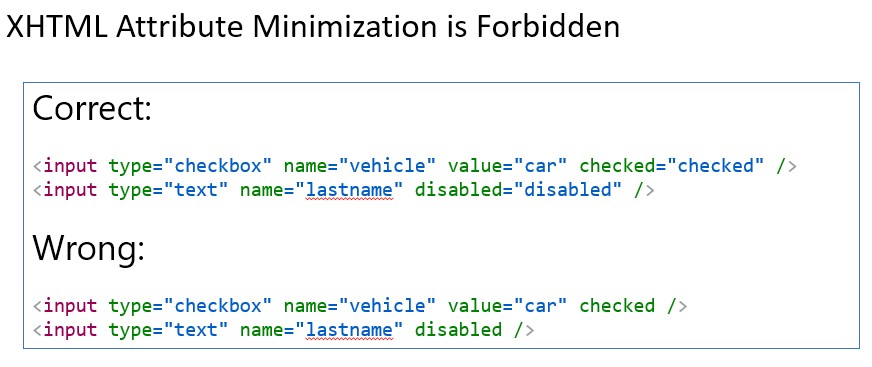 XHTML Attribute Minimization is Forbidden
Correct:
<input type="checkbox" name="vehicle" value="car" checked="checked" />
<input type="text" name="lastname" disabled="disabled" />
Wrong:
<input type="checkbox" name="vehicle" value="car" checked />
<input type="text" name="lastname" disabled />